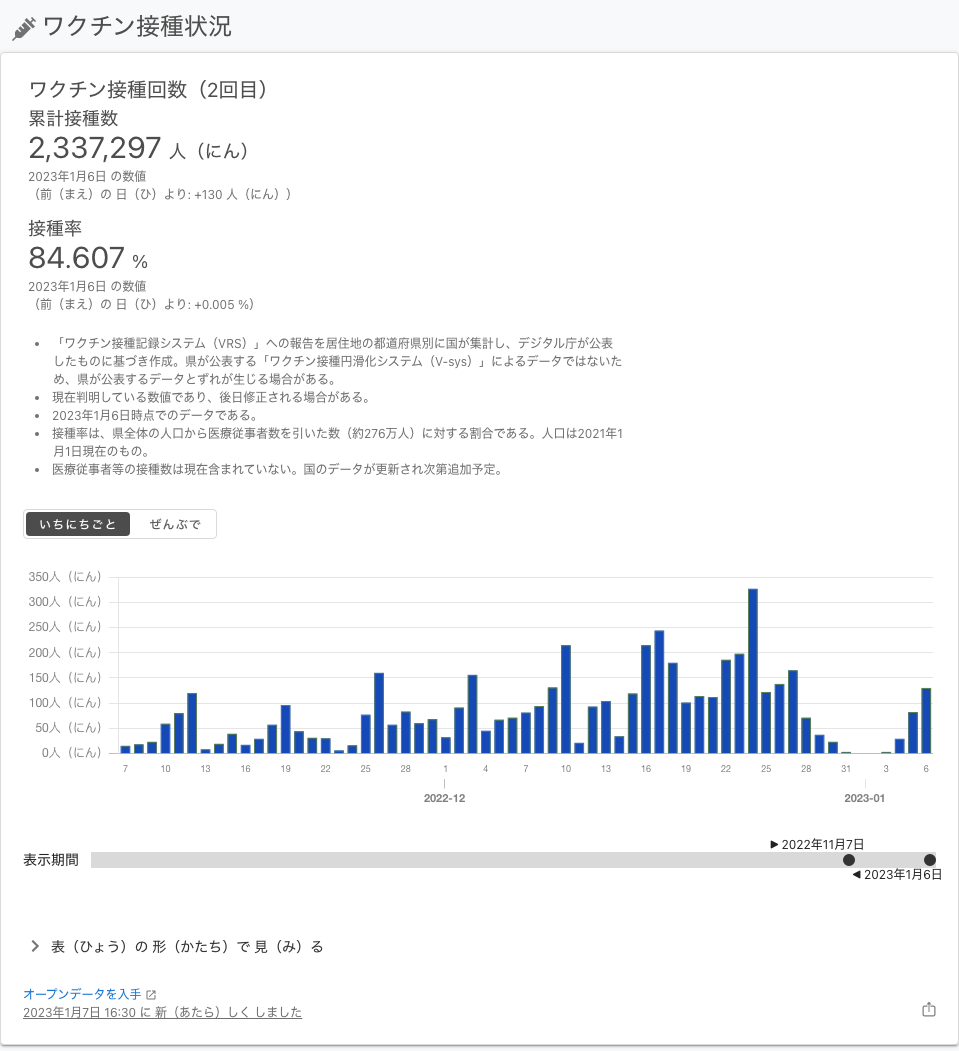 ワクチン接種状況
ワクチン接種回数（2回目）
累計接種数
2,337,297 人（にん）
2023年1月6日 の数値
（前（まえ）の 日（ひ）より: +130 人（にん））
接種率
84.607 %
2023年1月6日 の数値
（前（まえ）の 日（ひ）より: +0.005 %）
• 「ワクチン接種記録システム（VRS）」への報告を居住地の都道府県別に国が集計し、デジタル庁が公表
したものに基づき作成。県が公表する「ワクチン接種円滑化システム（V-sys）」によるデータではないた
め、県が公表するデータとずれが生じる場合がある。
• 現在判明している数値であり、後日修正される場合がある。
• 2023年1月6日時点でのデータである。
• 接種率は、県全体の人口から医療従事者数を引いた数（約276万人）に対する割合である。人口は2021年1
月1日現在のもの。
• 医療従事者等の接種数は現在含まれていない。国のデータが更新され次第追加予定。
いちにちごと ぜんぶで
350人（にん）
300人（にん）
250人（にん）
200人（にん）
150人（にん）
100人（にん）
50人（にん）
0人（にん）
7 10 13 16 19 22 25 28 1 4 7 10 13 16 19 22 25 28 31 3 6
2022-12 2023-01
▶ 2022年11月7日
表示期間
◀ 2023年1月6日
表（ひょう）の 形（かたち）で 見（み）る
オープンデータを入手
2023年1月7日 16:30 に 新（あたら）しく しました